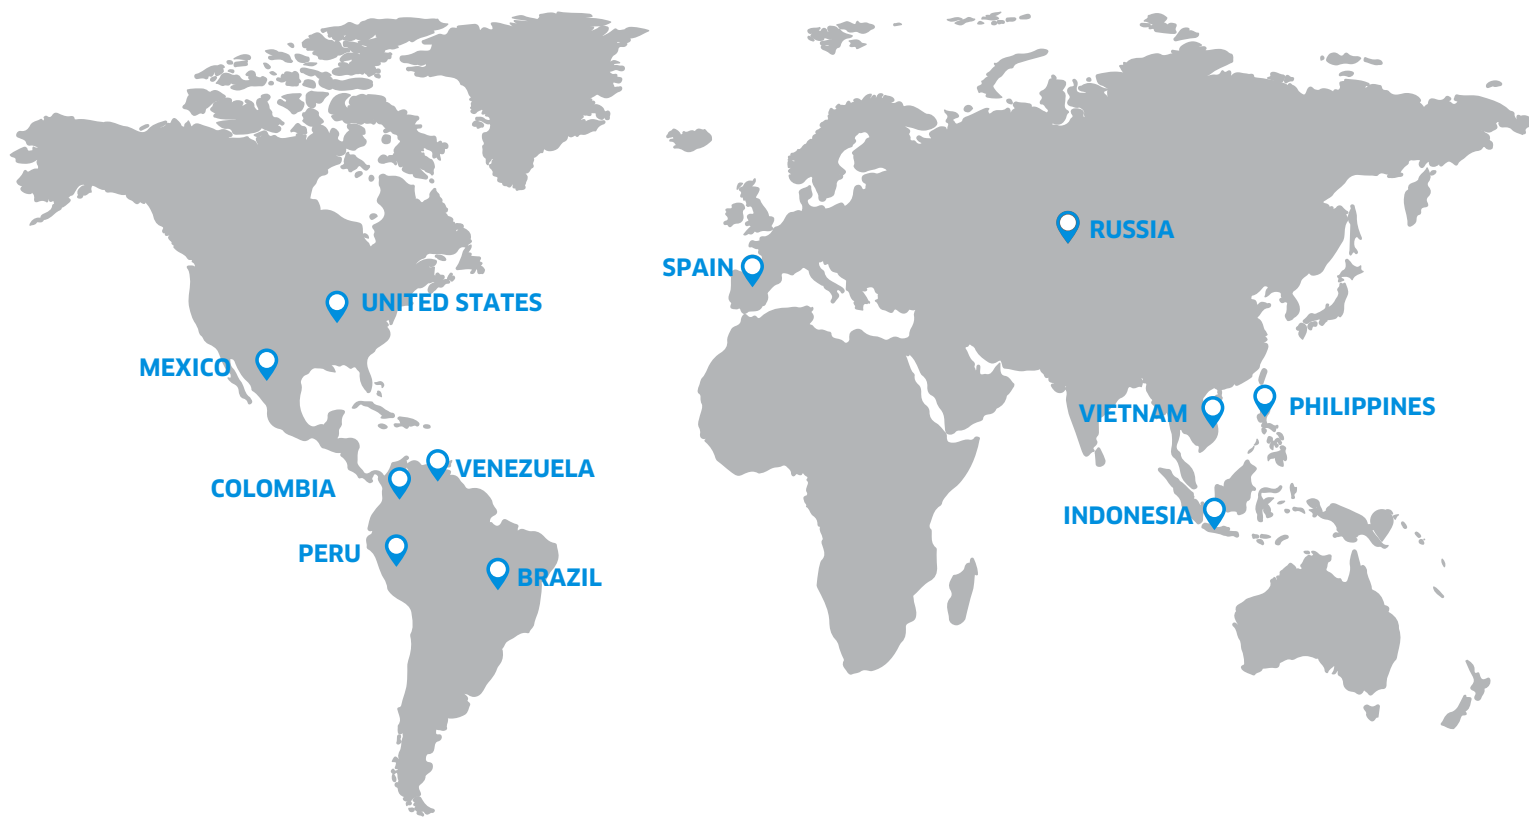 RUSSIA
SPAIN
UNITED STATES
MEXICO
PHILIPPINES
VIETNAM
VENEZUELA
COLOMBIA
INDONESIA
PERU
BRAZIL